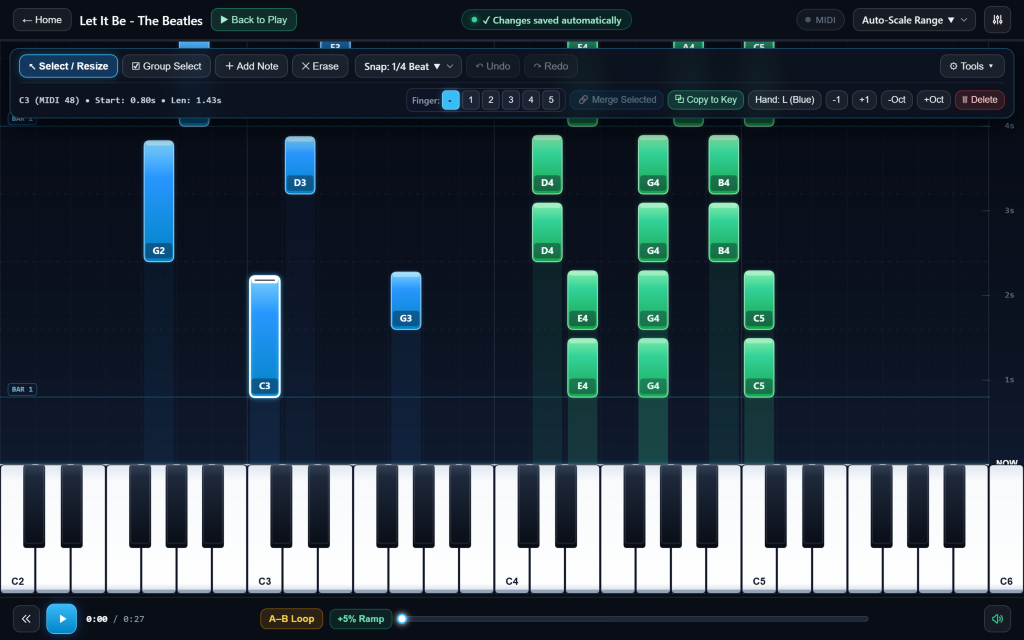 ← Home Let It Be - The Beatles ▶ Back to Play ● ✓ Changes saved automatically ● MIDI Auto-Scale Range ▼
E4 A4 C5
↖ Select / Resize ☑ Group Select + Add Note ✕ Erase Snap: 1/4 Beat ▼ ↶ Undo ↷ Redo ⚙ Tools ▼
C3 (MIDI 48) • Start: 0.80s • Len: 1.43s Finger: - 1 2 3 4 5 🔗 Merge Selected Copy to Key Hand: L (Blue) -1 +1 -Oct +Oct Delete
BAR 1 4s
D3 D4 G4 B4
3s
G2 D4 G4 B4
2s
G3 E4 G4 C5
1s
C3 E4 G4 C5
BAR 1
NOW
C2 C3 C4 C5 C6
0:00 / 0:27 A–B Loop +5% Ramp